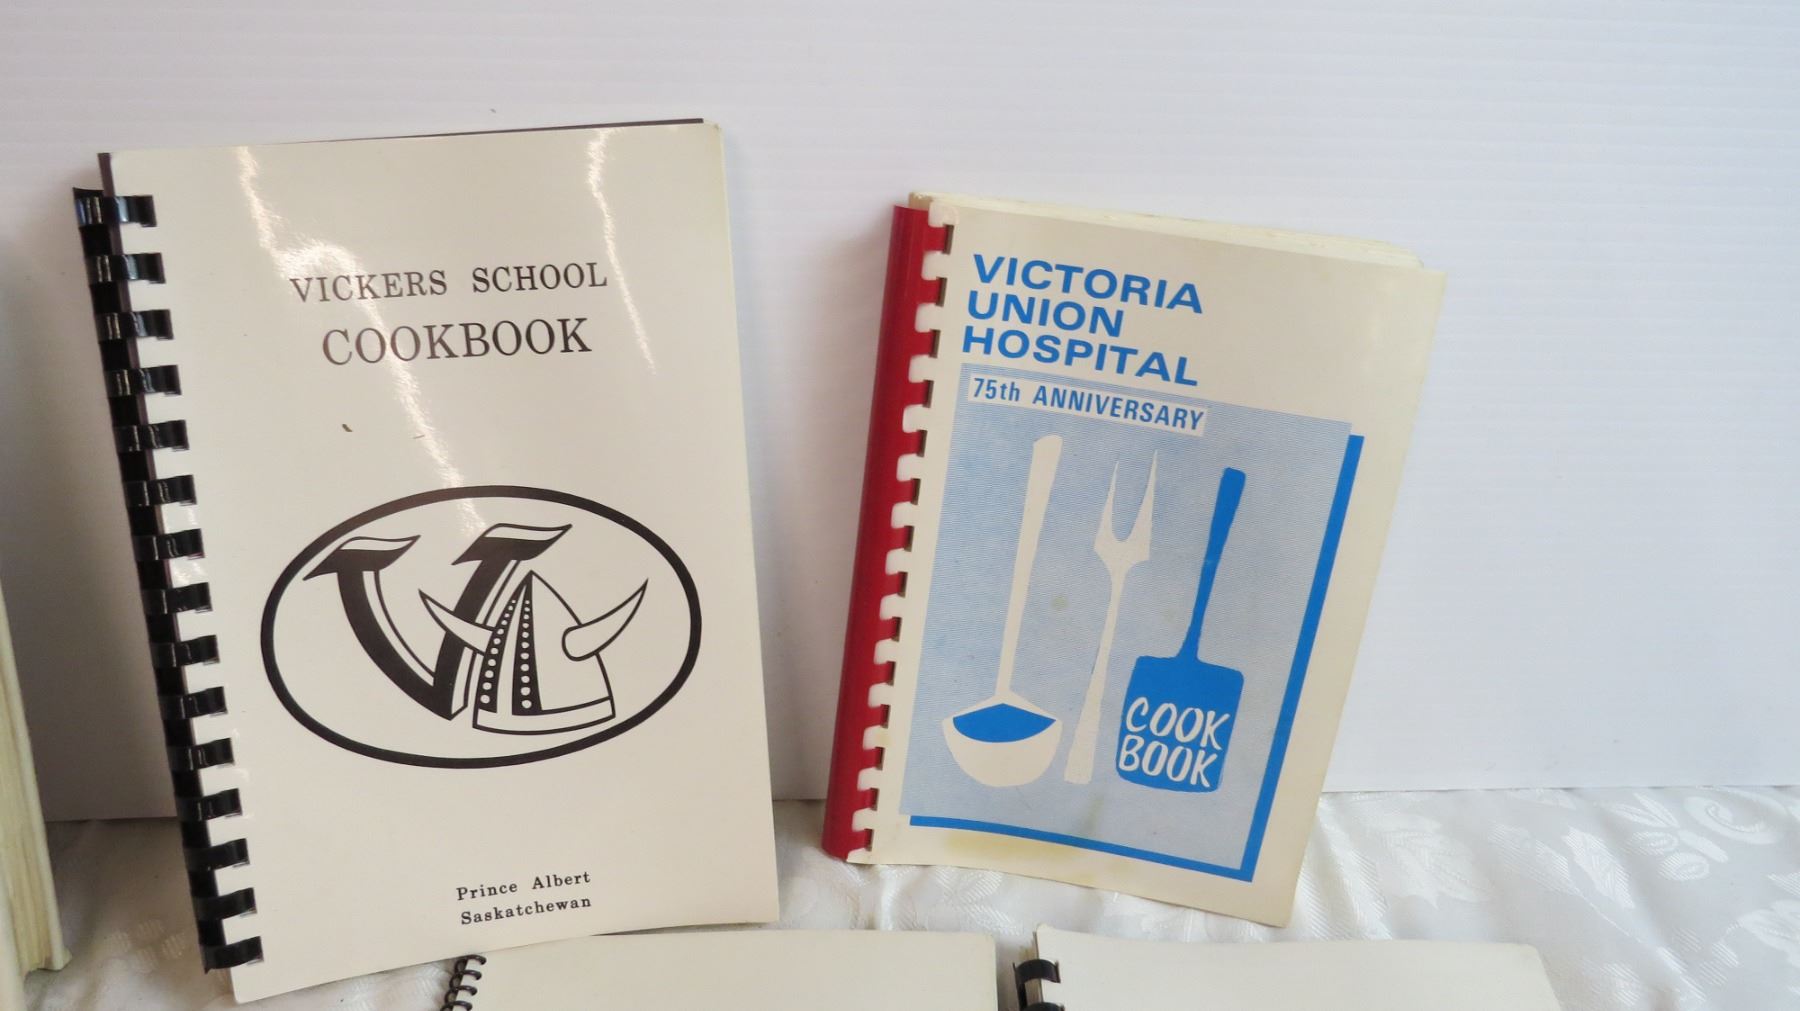 VICKERS SCHOOL
COOKBOOK
V
Prince Albert
Saskatchewan
VICTORIA
UNION
HOSPITAL
75th ANNIVERSARY
COOK
BOOK